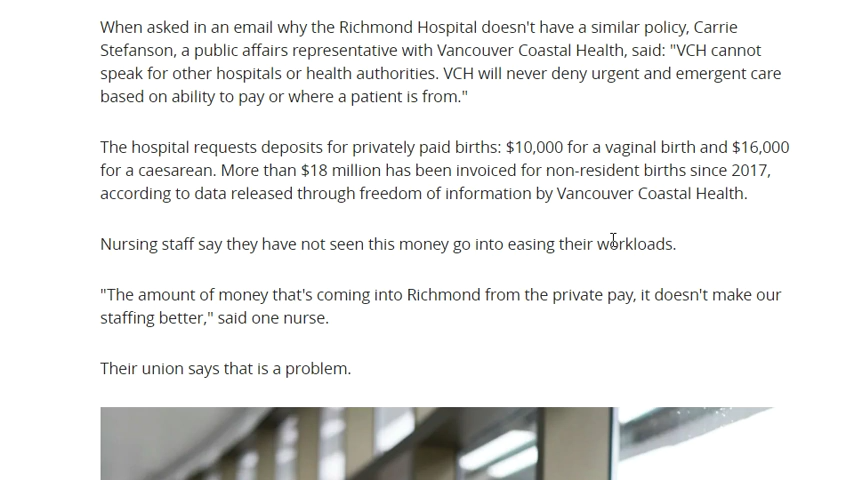 When asked in an email why the Richmond Hospital doesn't have a similar policy, Carrie
Stefanson, a public affairs representative with Vancouver Coastal Health, said: "VCH cannot
speak for other hospitals or health authorities. VCH will never deny urgent and emergent care
based on ability to pay or where a patient is from."
The hospital requests deposits for privately paid births: $10,000 for a vaginal birth and $16,000
for a caesarean. More than $18 million has been invoiced for non-resident births since 2017,
according to data released through freedom of information by Vancouver Coastal Health.
Nursing staff say they have not seen this money go into easing their workloads.
"The amount of money that's coming into Richmond from the private pay, it doesn't make our
staffing better," said one nurse.
Their union says that is a problem.